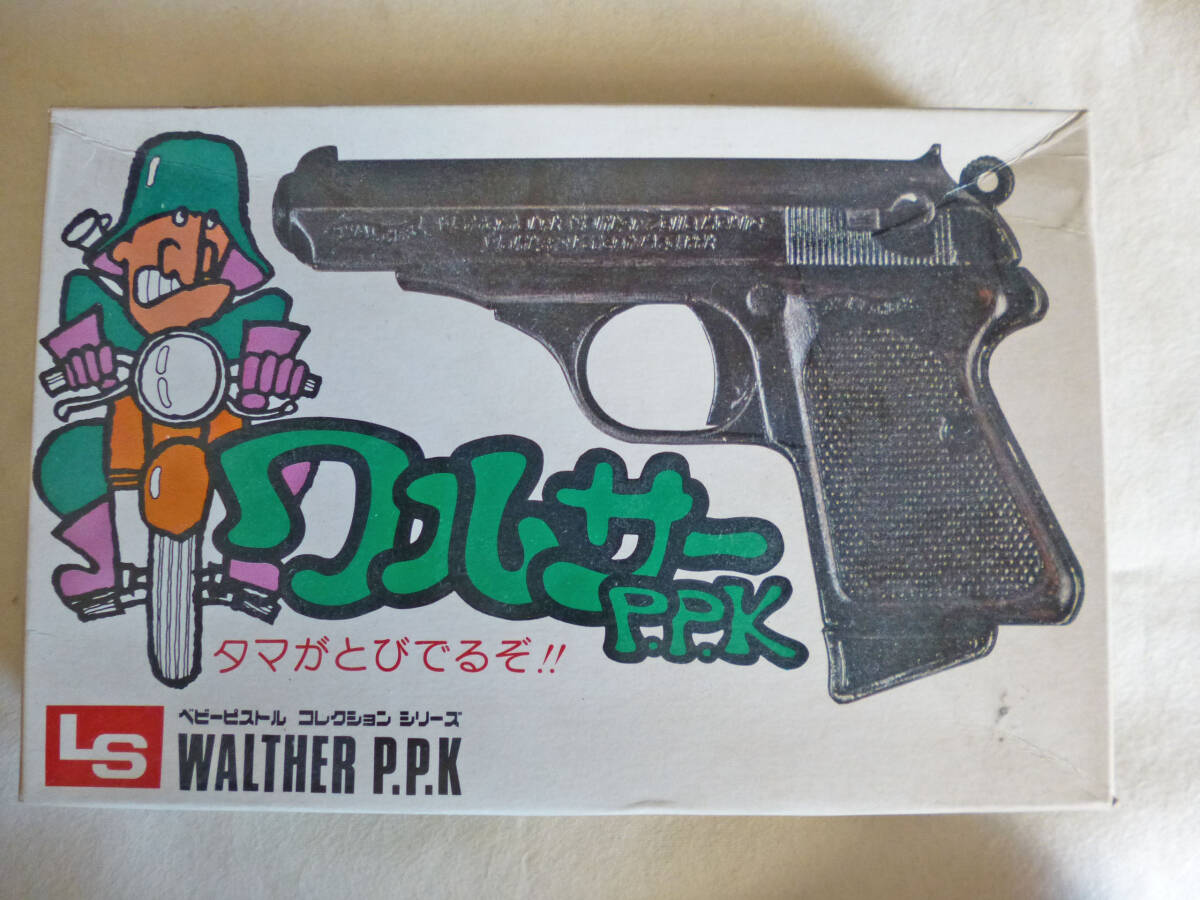 ワルサー
P.P.K
タマがとびでるぞ!!
LS
ベビーピストル コレクション シリーズ
WALTHER P.P.K